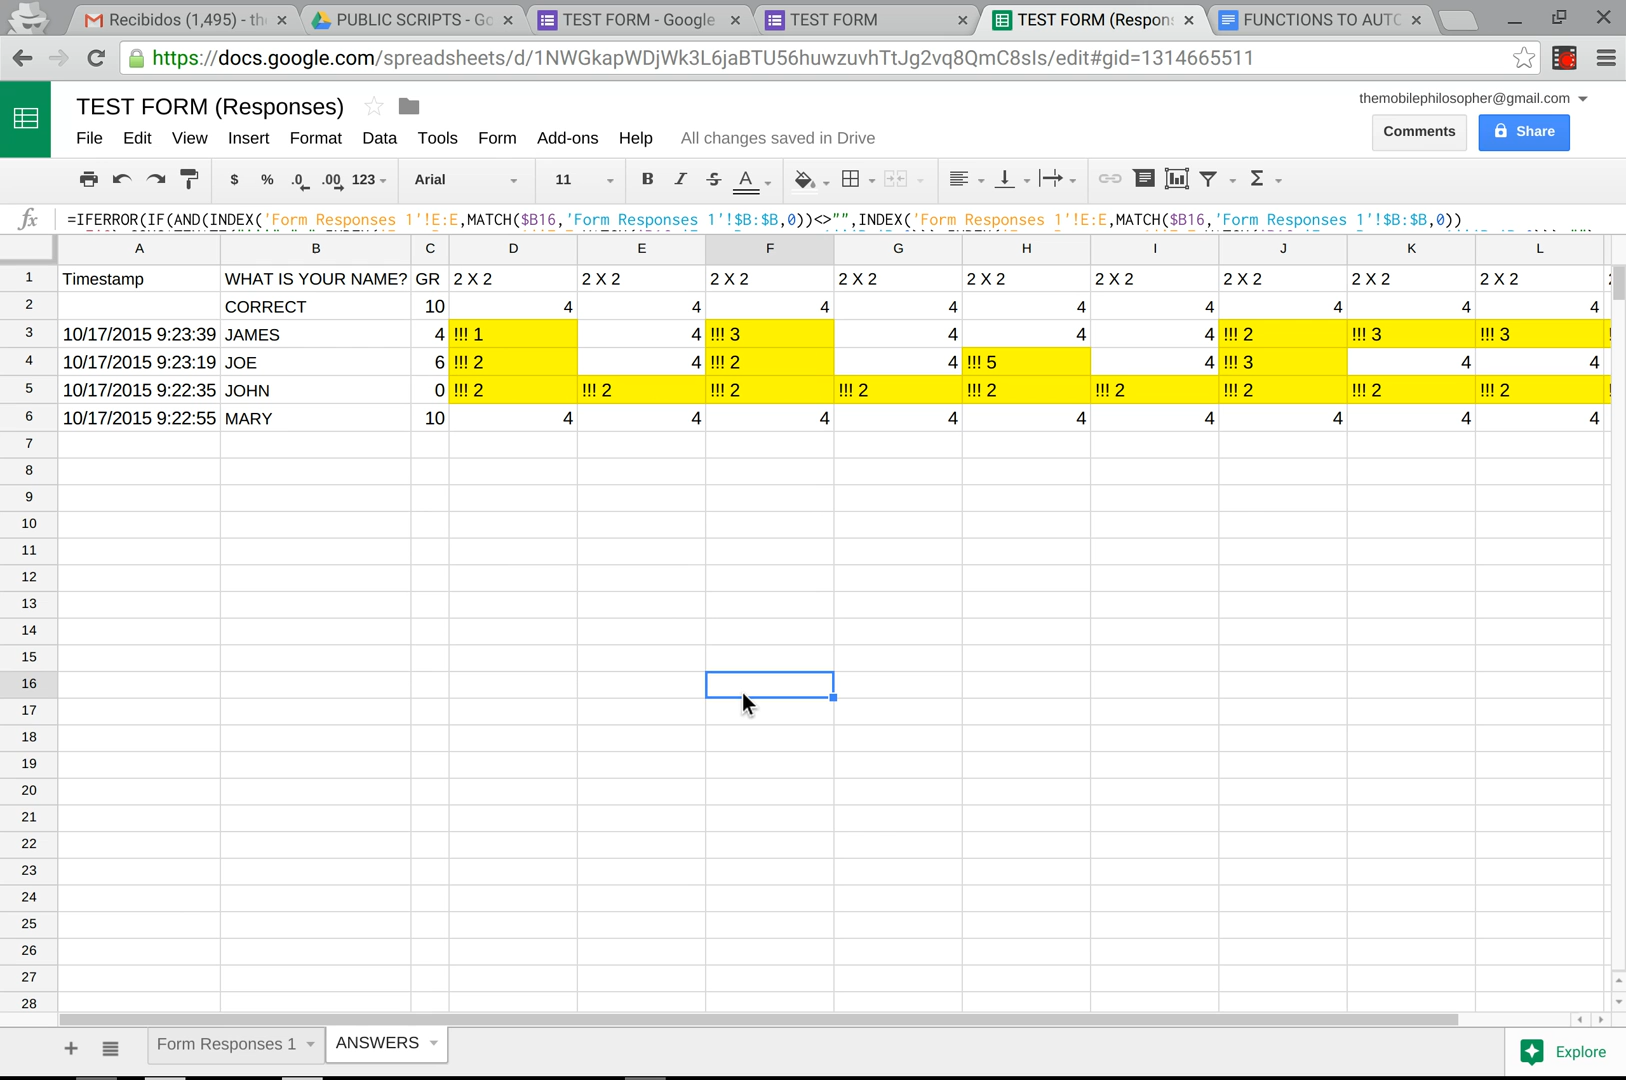 Recibidos (1,495) - th
PUBLIC SCRIPTS - Go
TEST FORM - Google
TEST FORM
TEST FORM (Respons
FUNCTIONS TO AUTO
https://docs.google.com/spreadsheets/d/1NWGkapWDjWk3L6jaBTU56huwzuvhTtJg2vq8QmC8sIs/edit#gid=1314665511
TEST FORM (Responses)
themobilephilosopher@gmail.com
File Edit View Insert Format Data Tools Form Add-ons Help All changes saved in Drive
Comments
Share
$ % .0 .00 123 Arial 11 B I S A Σ
fx =IFERROR(IF(AND(INDEX('Form Responses 1'!E:E,MATCH($B16,'Form Responses 1'!$B:$B,0))<>"",INDEX('Form Responses 1'!E:E,MATCH($B16,'Form Responses 1'!$B:$B,0))
A B C D E F G H I J K L
1 Timestamp WHAT IS YOUR NAME? GR 2 X 2 2 X 2 2 X 2 2 X 2 2 X 2 2 X 2 2 X 2 2 X 2 2 X 2
2 CORRECT 10 4 4 4 4 4 4 4 4 4
3 10/17/2015 9:23:39 JAMES 4 !!! 1 4 !!! 3 4 4 4 !!! 2 !!! 3 !!! 3
4 10/17/2015 9:23:19 JOE 6 !!! 2 4 !!! 2 4 !!! 5 4 !!! 3 4 4
5 10/17/2015 9:22:35 JOHN 0 !!! 2 !!! 2 !!! 2 !!! 2 !!! 2 !!! 2 !!! 2 !!! 2 !!! 2
6 10/17/2015 9:22:55 MARY 10 4 4 4 4 4 4 4 4 4
7
8
9
10
11
12
13
14
15
16
17
18
19
20
21
22
23
24
25
26
27
28
+ Form Responses 1 ANSWERS
Explore